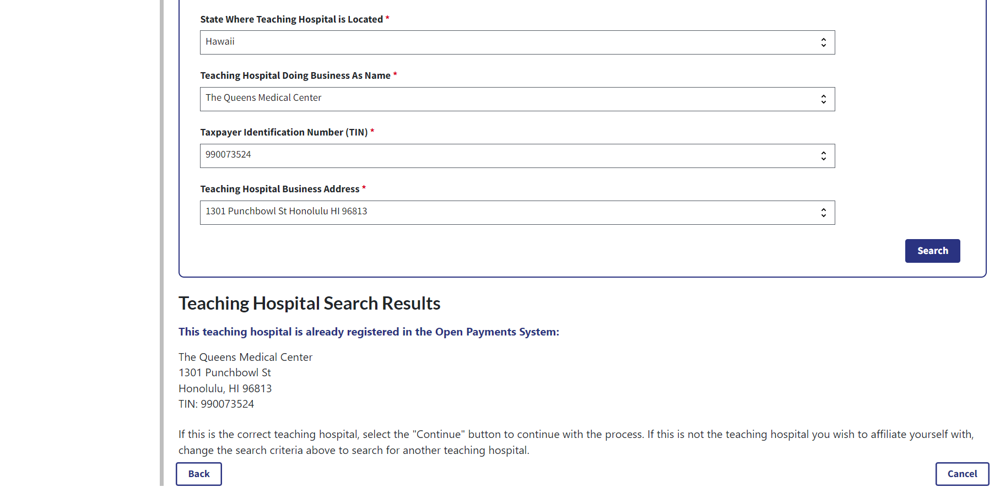 State Where Teaching Hospital is Located *
Hawaii
Teaching Hospital Doing Business As Name *
The Queens Medical Center
Taxpayer Identification Number (TIN) *
990073524
Teaching Hospital Business Address *
1301 Punchbowl St Honolulu HI 96813
Search
Teaching Hospital Search Results
This teaching hospital is already registered in the Open Payments System:
The Queens Medical Center
1301 Punchbowl St
Honolulu, HI 96813
TIN: 990073524
If this is the correct teaching hospital, select the "Continue" button to continue with the process. If this is not the teaching hospital you wish to affiliate yourself with,
change the search criteria above to search for another teaching hospital.
Back
Cancel